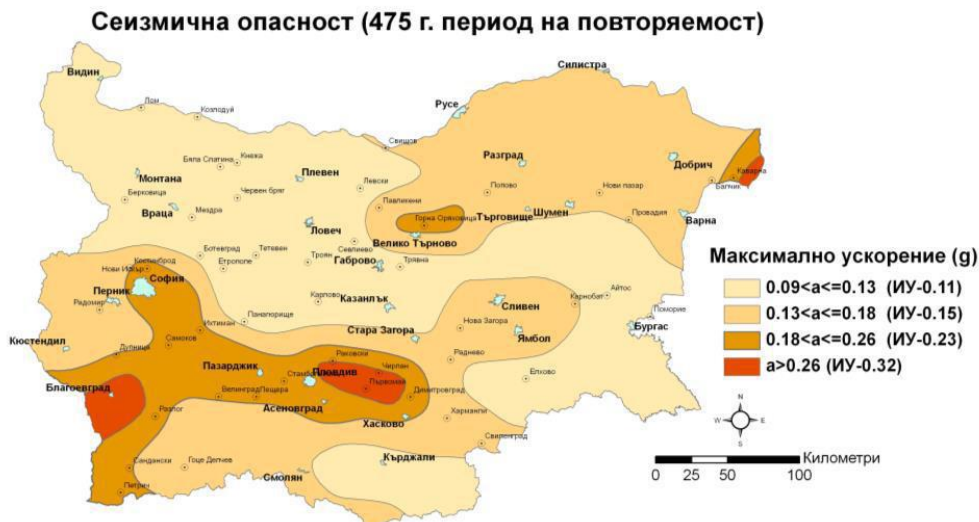 Сеизмична опасност (475 г. период на повторяемост)
Видин
Силистра
Лом
Козлодуй
Русе
Свищов
Бяла Слатина
Кнежа
Монтана
Плевен
Разград
Добрич
Каварна
Балчик
Берковица
Червен бряг
Левски
Попово
Нови пазар
Враца
Мездра
Павликени
Горна Оряховица
Търговище
Шумен
Провадия
Варна
Ловеч
Велико Търново
Ботевград
Тетевен
Севлиево
Етрополе
Троян
Габрово
Трявна
Костинброд
Нови Искър
София
Перник
Радомир
Карлово
Казанлък
Сливен
Карнобат
Айтос
Поморие
Панагюрище
Ихтиман
Стара Загора
Нова Загора
Ямбол
Бургас
Кюстендил
Дупница
Самоков
Пазарджик
Раковски
Пловдив
Чирпан
Раднево
Елхово
Благоевград
Велинград
Пещера
Първомай
Димитровград
Асеновград
Хасково
Харманли
Разлог
Свиленград
Сандански
Гоце Делчев
Смолян
Кърджали
Петрич
Максимално ускорение (g)
0.09<a<=0.13 (ИУ-0.11)
0.13<a<=0.18 (ИУ-0.15)
0.18<a<=0.26 (ИУ-0.23)
a>0.26 (ИУ-0.32)
N
W E
S
Километри
0 25 50 100